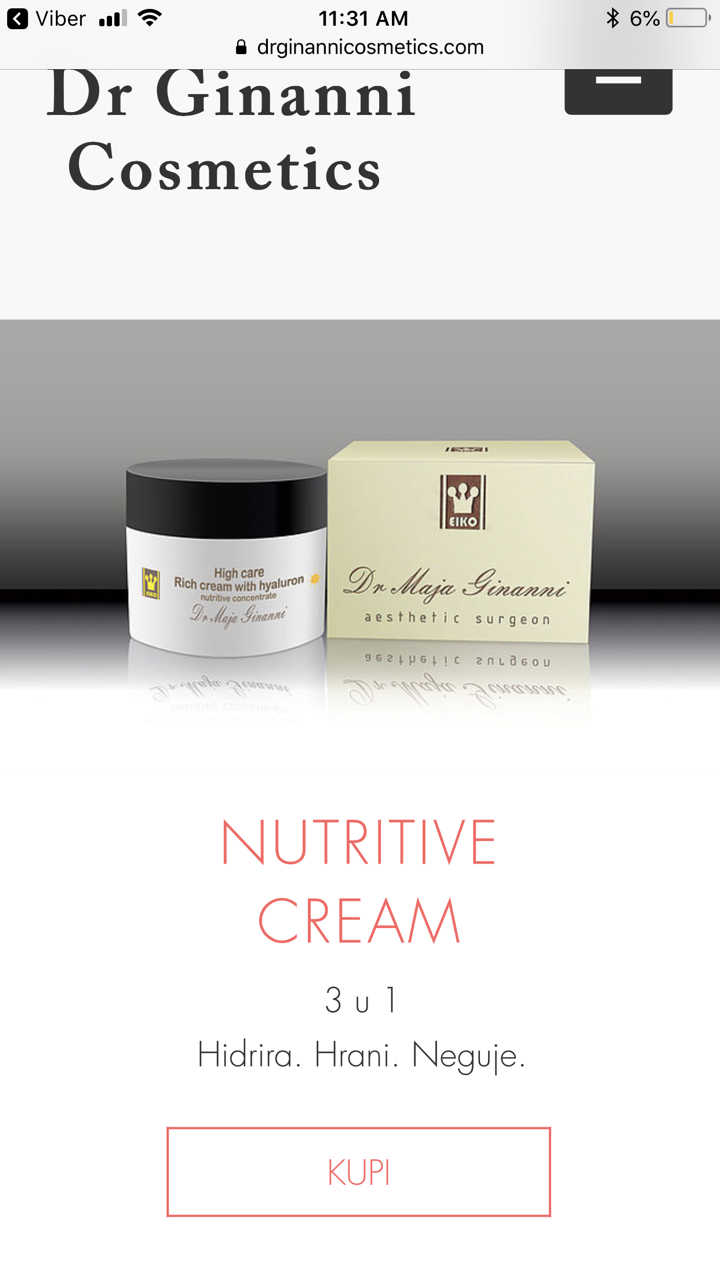 Viber 11:31 AM 6%
drginannicosmetics.com
Dr Ginanni
Cosmetics
EIKO
High care
Rich cream with hyaluron
nutritive concentrate
Dr Maja Ginanni
EIKO
Dr Maja Ginanni
aesthetic surgeon
NUTRITIVE
CREAM
3 u 1
Hidrira. Hrani. Neguje.
KUPI